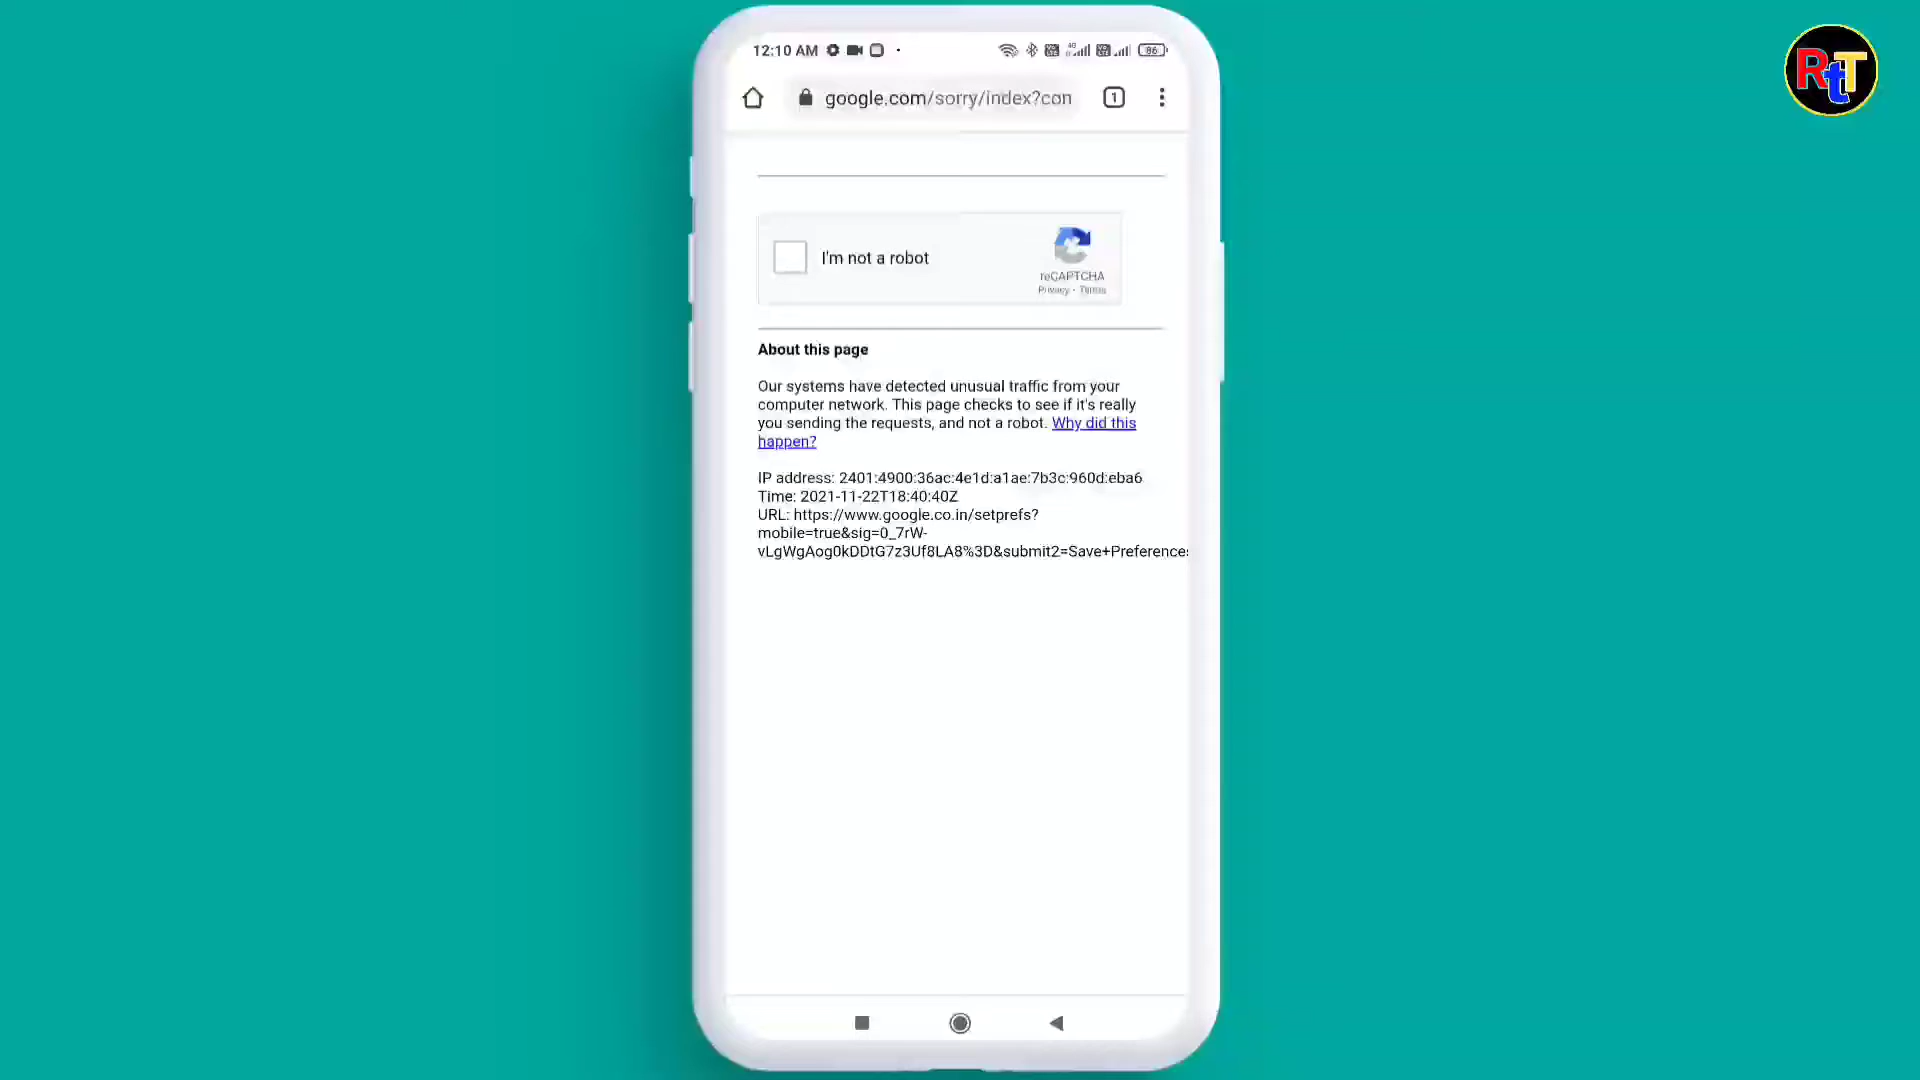 RtT
12:10 AM
4G
86
google.com/sorry/index?con
1
I'm not a robot
reCAPTCHA
Privacy - Terms
About this page
Our systems have detected unusual traffic from your
computer network. This page checks to see if it's really
you sending the requests, and not a robot. Why did this
happen?
IP address: 2401:4900:36ac:4e1d:a1ae:7b3c:960d:eba6
Time: 2021-11-22T18:40:40Z
URL: https://www.google.co.in/setprefs?
mobile=true&sig=0_7rW-
vLgWgAog0kDDtG7z3Uf8LA8%3D&submit2=Save+Preferences